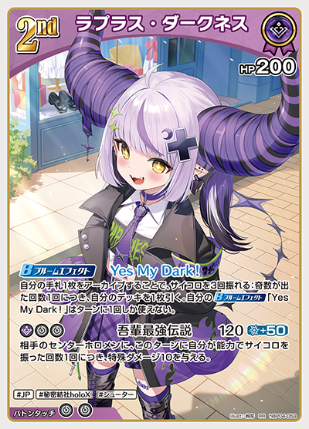 2nd
ラプラス・ダークネス
HP200
ブルームエフェクト Yes My Dark!
自分の手札1枚をアーカイブすることで、サイコロを3回振れる：奇数が
出た回数1回につき、自分のデッキを1枚引く。自分のブルームエフェクト「Yes
My Dark!」はターンに1回しか使えない。
吾輩最強伝説 120 +50
相手のセンターホロメンに、このターンに自分が能力でサイコロを
振った回数1回につき、特殊ダメージ10を与える。
#JP #秘密結社holoX #シューター
バトンタッチ